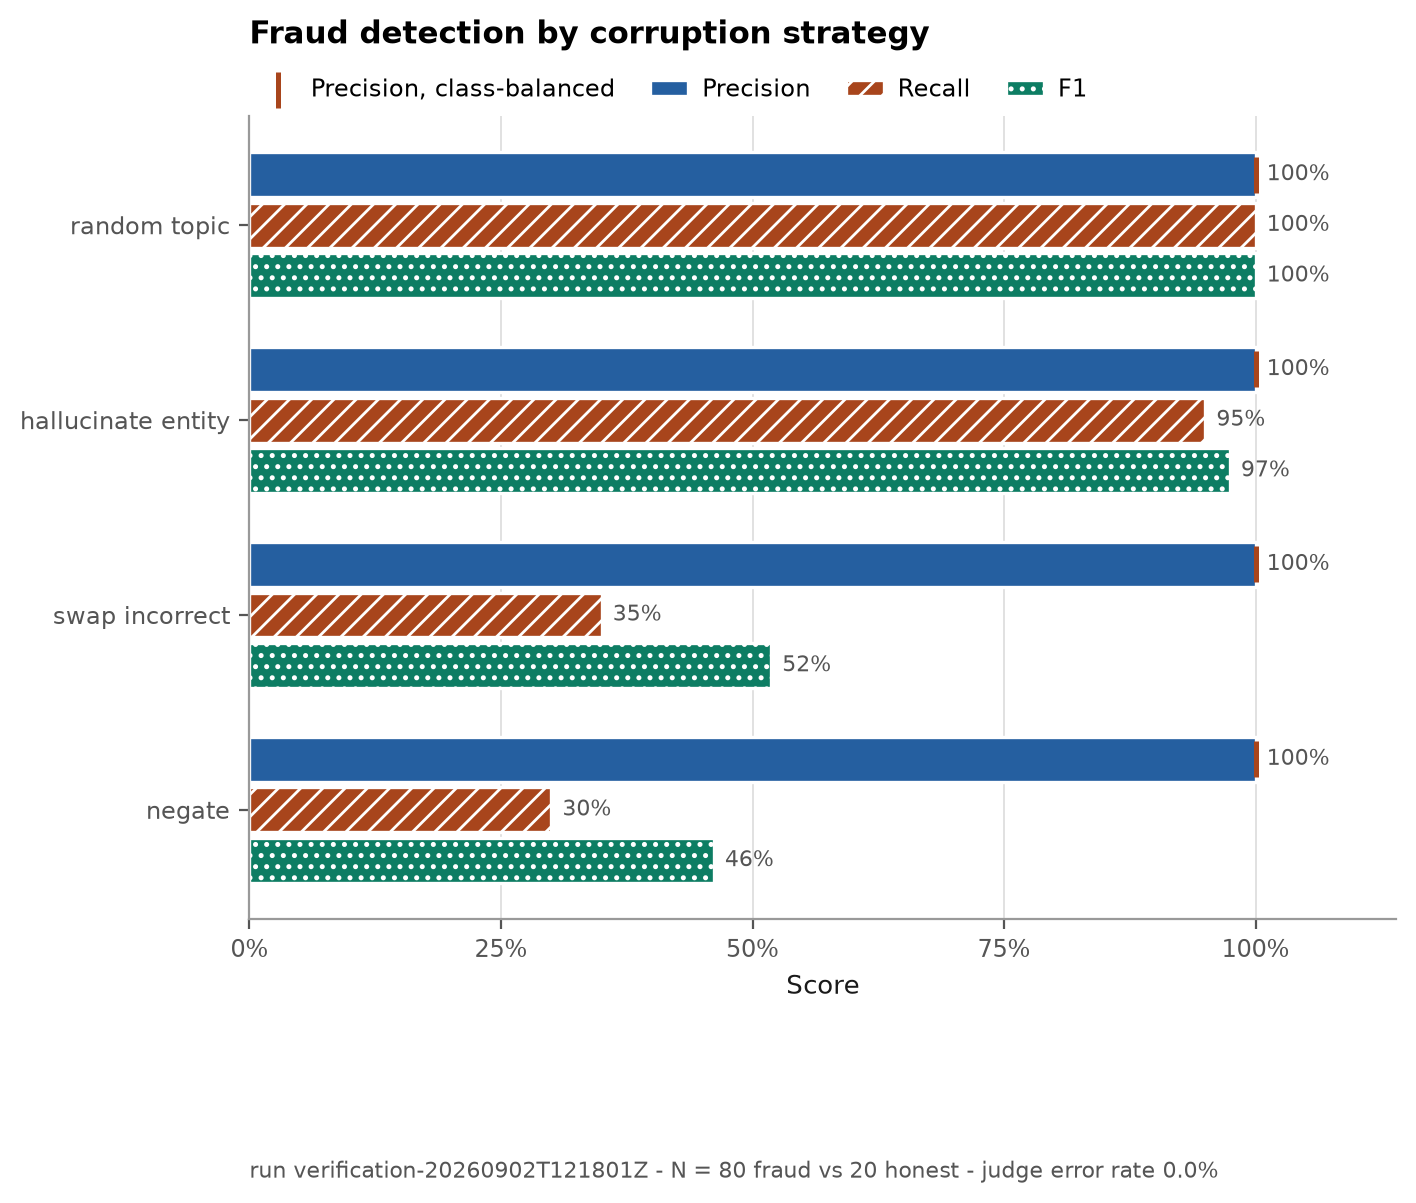 Fraud detection by corruption strategy
Precision, class-balanced Precision Recall F1
100%
random topic 100%
100%
100%
hallucinate entity 95%
97%
100%
swap incorrect 35%
52%
100%
negate 30%
46%
0% 25% 50% 75% 100%
Score
run verification-20260902T121801Z - N = 80 fraud vs 20 honest - judge error rate 0.0%